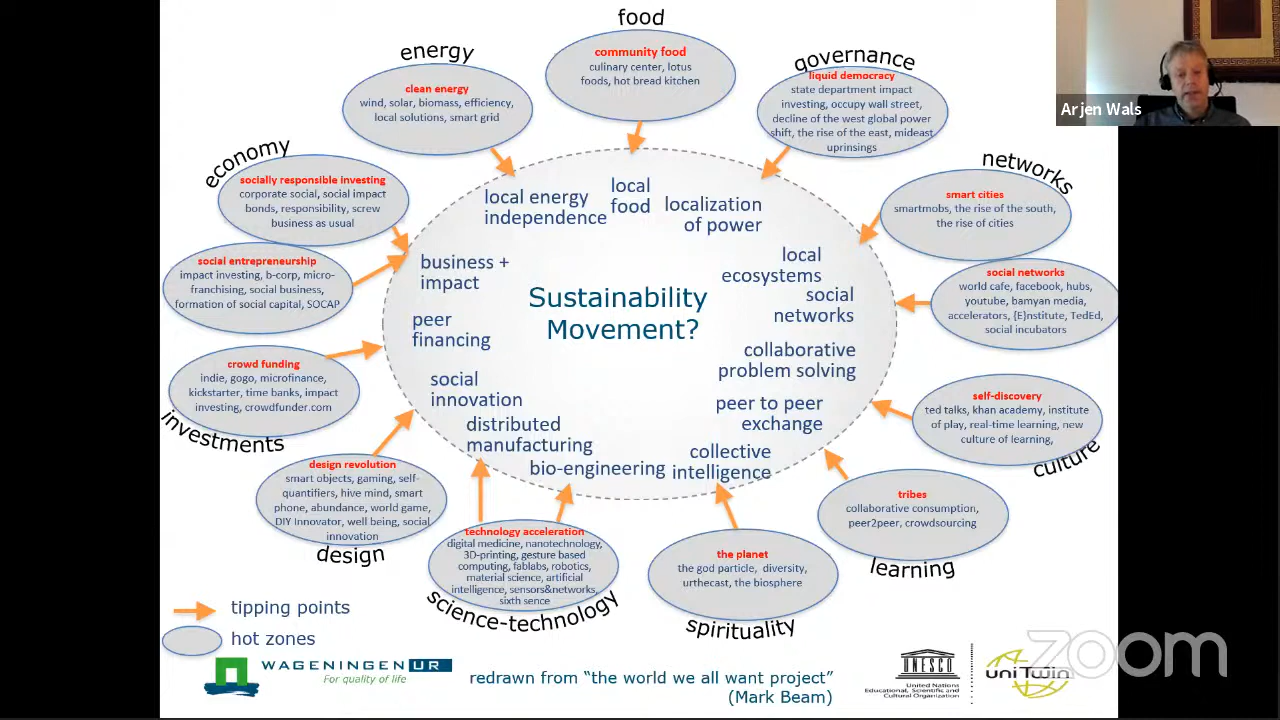 food
community food
culinary center, lotus
foods, hot bread kitchen
energy
clean energy
wind, solar, biomass, efficiency,
local solutions, smart grid
governance
liquid democracy
state department impact
investing, occupy wall street,
decline of the west global power
shift, the rise of the east, mideast
uprinsings
Arjen Wals
economy
socially responsible investing
corporate social, social impact
bonds, responsibility, screw
business as usual
networks
smart cities
smartmobs, the rise of the south,
the rise of cities
social entrepreneurship
impact investing, b-corp, micro-
franchising, social business,
formation of social capital, SOCAP
social networks
world cafe, facebook, hubs,
youtube, bamyan media,
accelerators, {E}nstitute, TedEd,
social incubators
crowd funding
indie, gogo, microfinance,
kickstarter, time banks, impact
investing, crowdfunder.com
investments
self-discovery
ted talks, khan academy, institute
of play, real-time learning, new
culture of learning,
culture
design revolution
smart objects, gaming, self-
quantifiers, hive mind, smart
phone, abundance, world game,
DIY Innovator, well being, social
innovation
design
technology acceleration
digital medicine, nanotechnology,
3D-printing, gesture based
computing, fablabs, robotics,
material science, artificial
intelligence, sensors&networks,
sixth sence
science-technology
the planet
the god particle, diversity,
urthecast, the biosphere
spirituality
tribes
collaborative consumption,
peer2peer, crowdsourcing
learning
local energy
independence
local
food
localization
of power
business +
impact
local
ecosystems
social
networks
Sustainability
Movement?
peer
financing
collaborative
problem solving
social
innovation
peer to peer
exchange
distributed
manufacturing
bio-engineering
collective
intelligence
tipping points
hot zones
WAGENINGEN UR
For quality of life
redrawn from “the world we all want project”
(Mark Beam)
UNESCO
United Nations
Educational, Scientific and
Cultural Organization
uniTwin
zoom